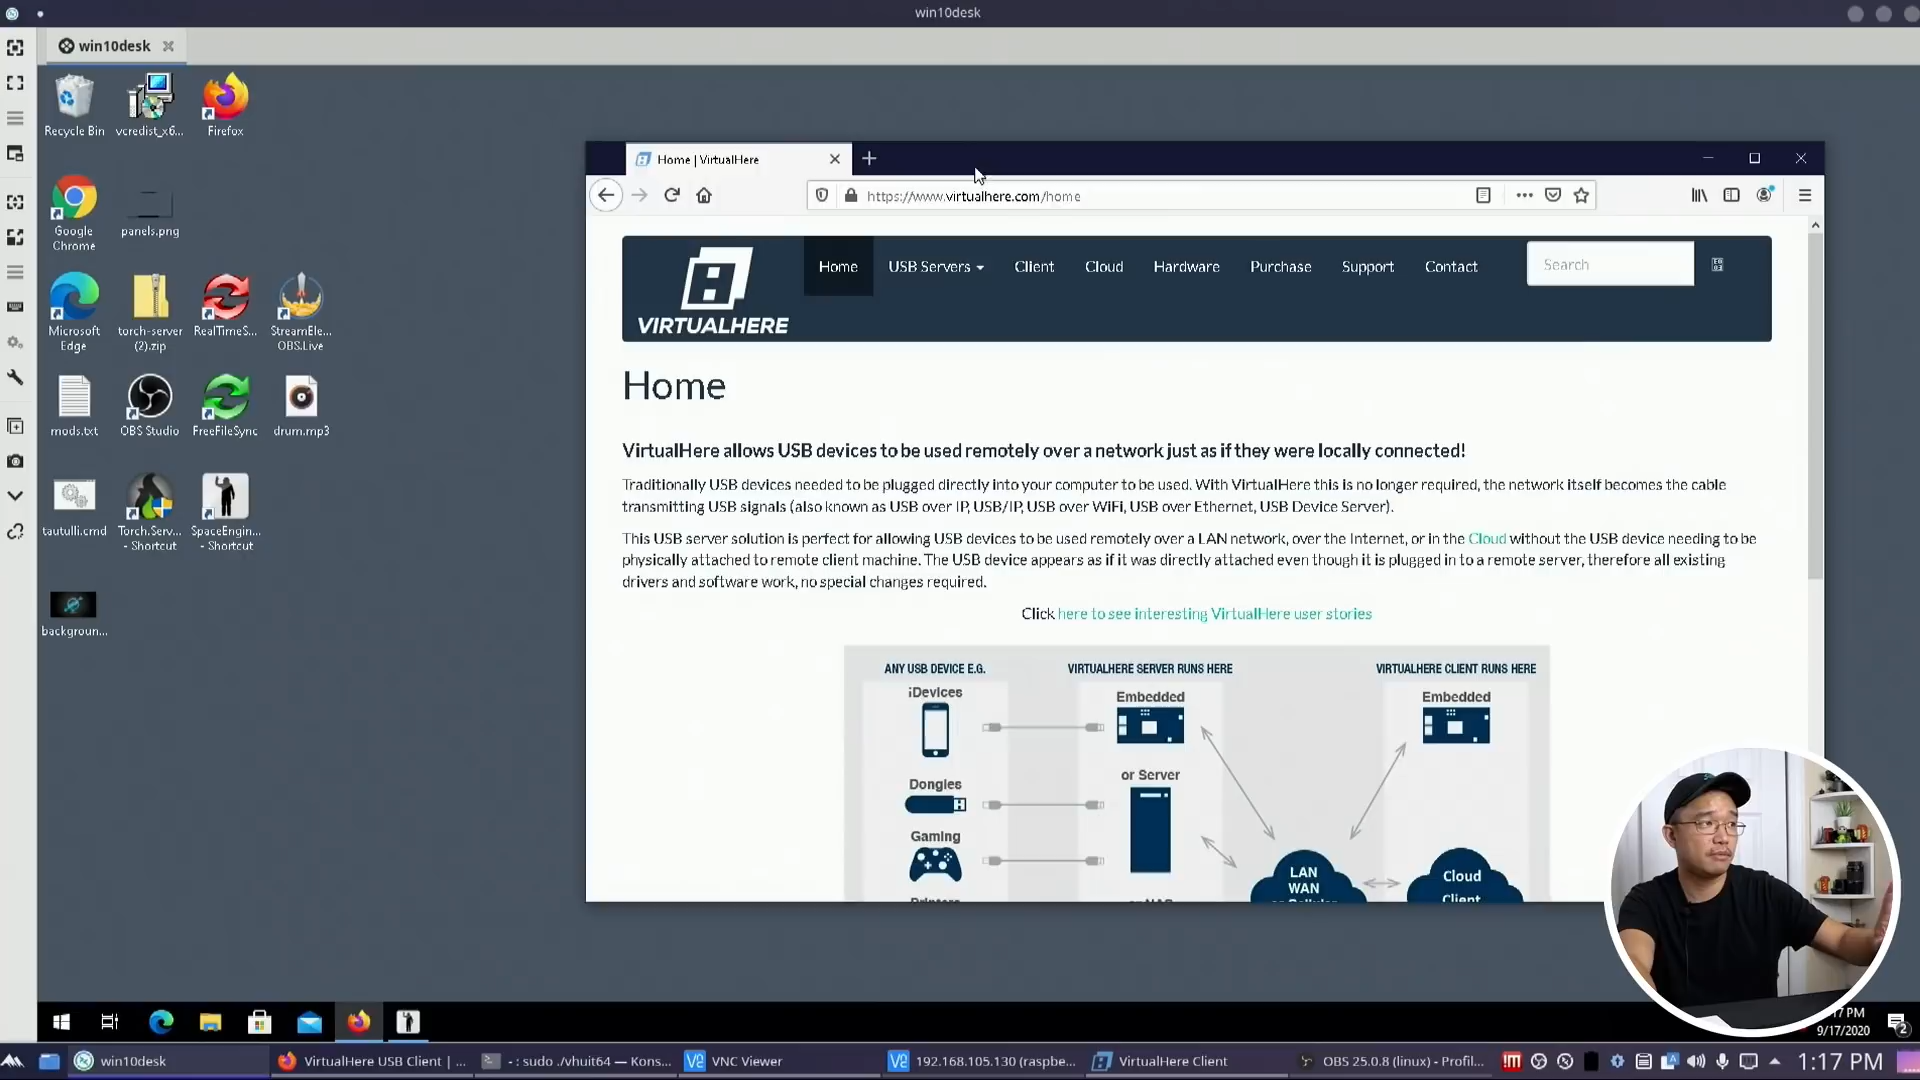 win10desk
win10desk
Recycle Bin
vcredist_x6...
Firefox
Google
Chrome
panels.png
Microsoft
Edge
torch-server
(2).zip
RealTimeS...
StreamEle...
OBS.Live
mods.txt
OBS Studio
FreeFileSync
drum.mp3
tautulli.cmd
Torch.Serv...
- Shortcut
SpaceEngin...
- Shortcut
backgroun...
Home | VirtualHere
https://www.virtualhere.com/home
VIRTUALHERE
Home
USB Servers
Client
Cloud
Hardware
Purchase
Support
Contact
Search
Home
VirtualHere allows USB devices to be used remotely over a network just as if they were locally connected!
Traditionally USB devices needed to be plugged directly into your computer to be used. With VirtualHere this is no longer required, the network itself becomes the cable
transmitting USB signals (also known as USB over IP, USB/IP, USB over WiFi, USB over Ethernet, USB Device Server).
This USB server solution is perfect for allowing USB devices to be used remotely over a LAN network, over the Internet, or in the Cloud without the USB device needing to be
physically attached to remote client machine. The USB device appears as if it was directly attached even though it is plugged in to a remote server, therefore all existing
drivers and software work, no special changes required.
Click here to see interesting VirtualHere user stories
ANY USB DEVICE E.G.
VIRTUALHERE SERVER RUNS HERE
VIRTUALHERE CLIENT RUNS HERE
iDevices
Embedded
Embedded
Dongles
or Server
Gaming
LAN
WAN
Cloud
Client
PM
9/17/2020
2
win10desk
VirtualHere USB Client | ...
- : sudo ./vhuit64 — Kons...
VNC Viewer
192.168.105.130 (raspbe...
VirtualHere Client
OBS 25.0.8 (linux) - Profil...
1:17 PM